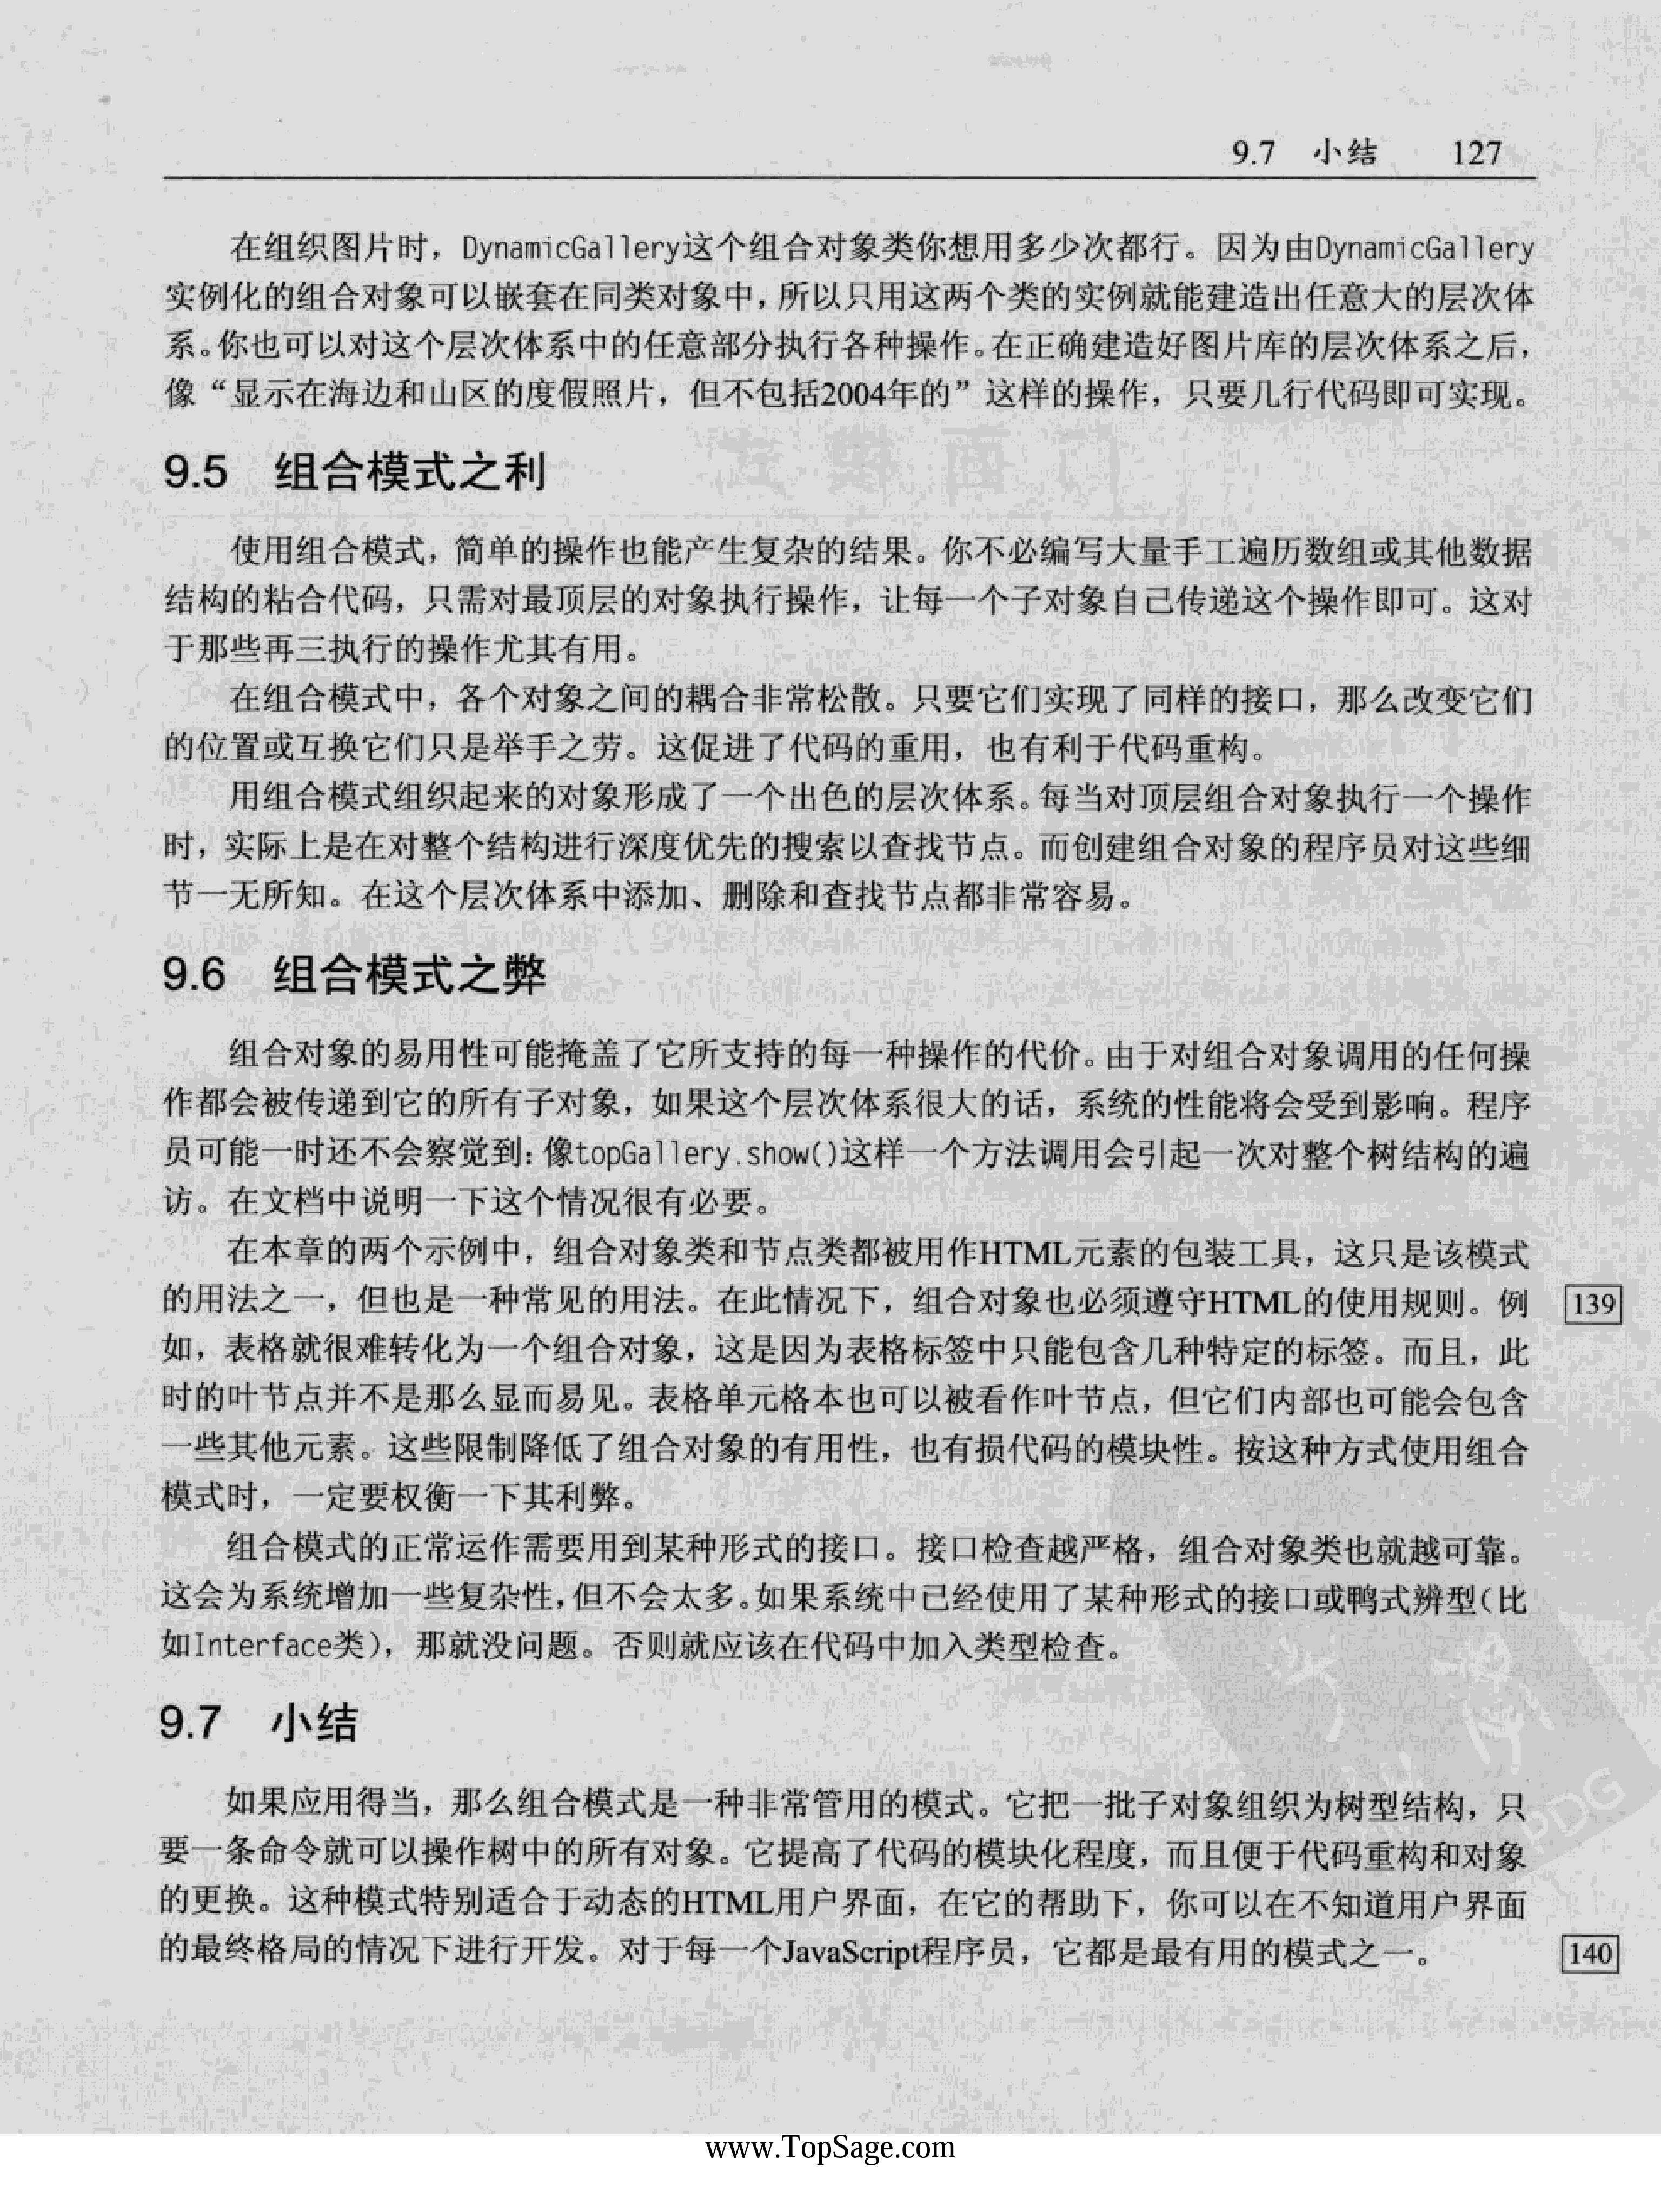 9.7 小结 127
在组织图片时，DynamicGallery这个组合对象类你想用多少次都行。因为由DynamicGallery
实例化的组合对象可以嵌套在同类对象中，所以只用这两个类的实例就能建造出任意大的层次体
系。你也可以对这个层次体系中的任意部分执行各种操作。在正确建造好图片库的层次体系之后，
像“显示在海边和山区的度假照片，但不包括2004年的”这样的操作，只要几行代码即可实现。
9.5 组合模式之利
使用组合模式，简单的操作也能产生复杂的结果。你不必编写大量手工遍历数组或其他数据
结构的粘合代码，只需对最顶层的对象执行操作，让每一个子对象自己传递这个操作即可。这对
于那些再三执行的操作尤其有用。
在组合模式中，各个对象之间的耦合非常松散。只要它们实现了同样的接口，那么改变它们
的位置或互换它们只是举手之劳。这促进了代码的重用，也有利于代码重构。
用组合模式组织起来的对象形成了一个出色的层次体系。每当对顶层组合对象执行一个操作
时，实际上是在对整个结构进行深度优先的搜索以查找节点。而创建组合对象的程序员对这些细
节一无所知。在这个层次体系中添加、删除和查找节点都非常容易。
9.6 组合模式之弊
组合对象的易用性可能掩盖了它所支持的每一种操作的代价。由于对组合对象调用的任何操
作都会被传递到它的所有子对象，如果这个层次体系很大的话，系统的性能将会受到影响。程序
员可能一时还不会察觉到：像topGallery.show()这样一个方法调用会引起一次对整个树结构的遍
访。在文档中说明一下这个情况很有必要。
在本章的两个示例中，组合对象类和节点类都被用作HTML元素的包装工具，这只是该模式
的用法之一，但也是一种常见的用法。在此情况下，组合对象也必须遵守HTML的使用规则。例
139
如，表格就很难转化为一个组合对象，这是因为表格标签中只能包含几种特定的标签。而且，此
时的叶节点并不是那么显而易见。表格单元格本也可以被看作叶节点，但它们内部也可能会包含
一些其他元素。这些限制降低了组合对象的有用性，也有损代码的模块性。按这种方式使用组合
模式时，一定要权衡一下其利弊。
组合模式的正常运作需要用到某种形式的接口。接口检查越严格，组合对象类也就越可靠。
这会为系统增加一些复杂性，但不会太多。如果系统中已经使用了某种形式的接口或鸭式辨型（比
如Interface类），那就没问题。否则就应该在代码中加入类型检查。
9.7 小结
如果应用得当，那么组合模式是一种非常管用的模式。它把一批子对象组织为树型结构，只
要一条命令就可以操作树中的所有对象。它提高了代码的模块化程度，而且便于代码重构和对象
的更换。这种模式特别适合于动态的HTML用户界面，在它的帮助下，你可以在不知道用户界面
的最终格局的情况下进行开发。对于每一个JavaScript程序员，它都是最有用的模式之一。
140
PDG
www.TopSage.com